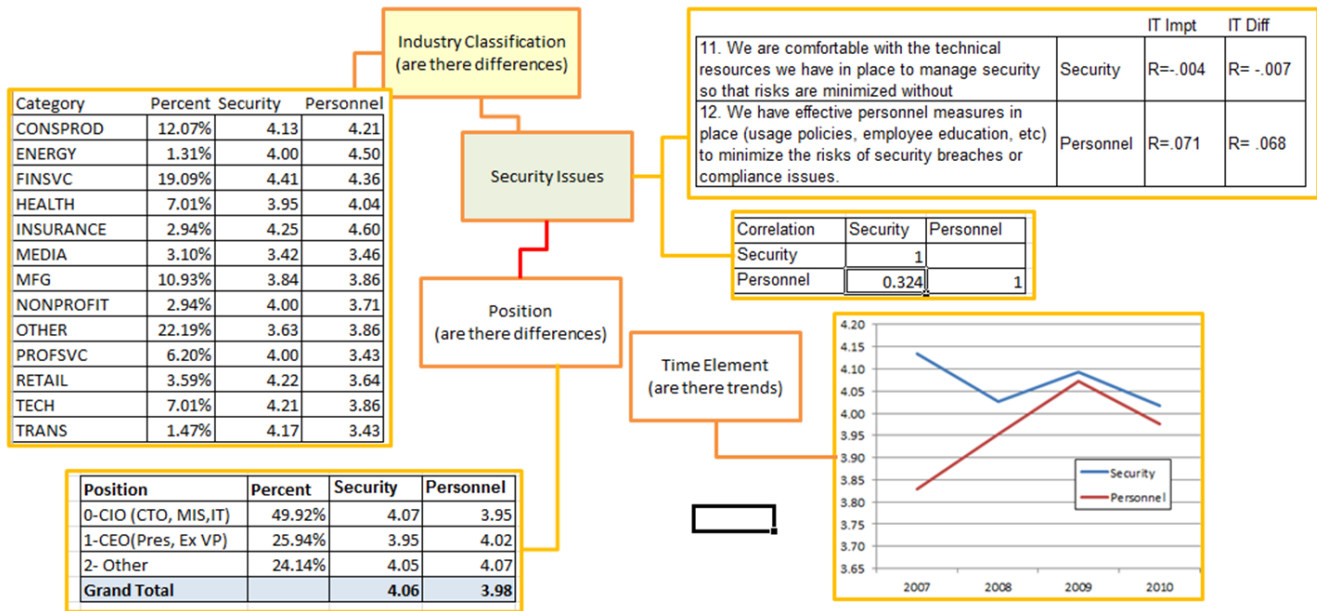 Industry Classification
(are there differences)
Category Percent Security Personnel
CONSPROD 12.07% 4.13 4.21
ENERGY 1.31% 4.00 4.50
FINSVC 19.09% 4.41 4.36
HEALTH 7.01% 3.95 4.04
INSURANCE 2.94% 4.25 4.60
MEDIA 3.10% 3.42 3.46
MFG 10.93% 3.84 3.86
NONPROFIT 2.94% 4.00 3.71
OTHER 22.19% 3.63 3.86
PROFSVC 6.20% 4.00 3.43
RETAIL 3.59% 4.22 3.64
TECH 7.01% 4.21 3.86
TRANS 1.47% 4.17 3.43
Security Issues
IT Impt IT Diff
11. We are comfortable with the technical
resources we have in place to manage security
so that risks are minimized without
Security R=-.004 R= -.007
12. We have effective personnel measures in
place (usage policies, employee education, etc)
to minimize the risks of security breaches or
compliance issues.
Personnel R=.071 R= .068
Correlation Security Personnel
Security 1
Personnel 0.324 1
Position
(are there differences)
Time Element
(are there trends)
4.20
4.15
4.10
4.05
4.00
3.95
3.90
3.85
3.80
3.75
3.70
3.65
Security
Personnel
2007 2008 2009 2010
Position Percent Security Personnel
0-CIO (CTO, MIS,IT) 49.92% 4.07 3.95
1-CEO(Pres, Ex VP) 25.94% 3.95 4.02
2- Other 24.14% 4.05 4.07
Grand Total 4.06 3.98